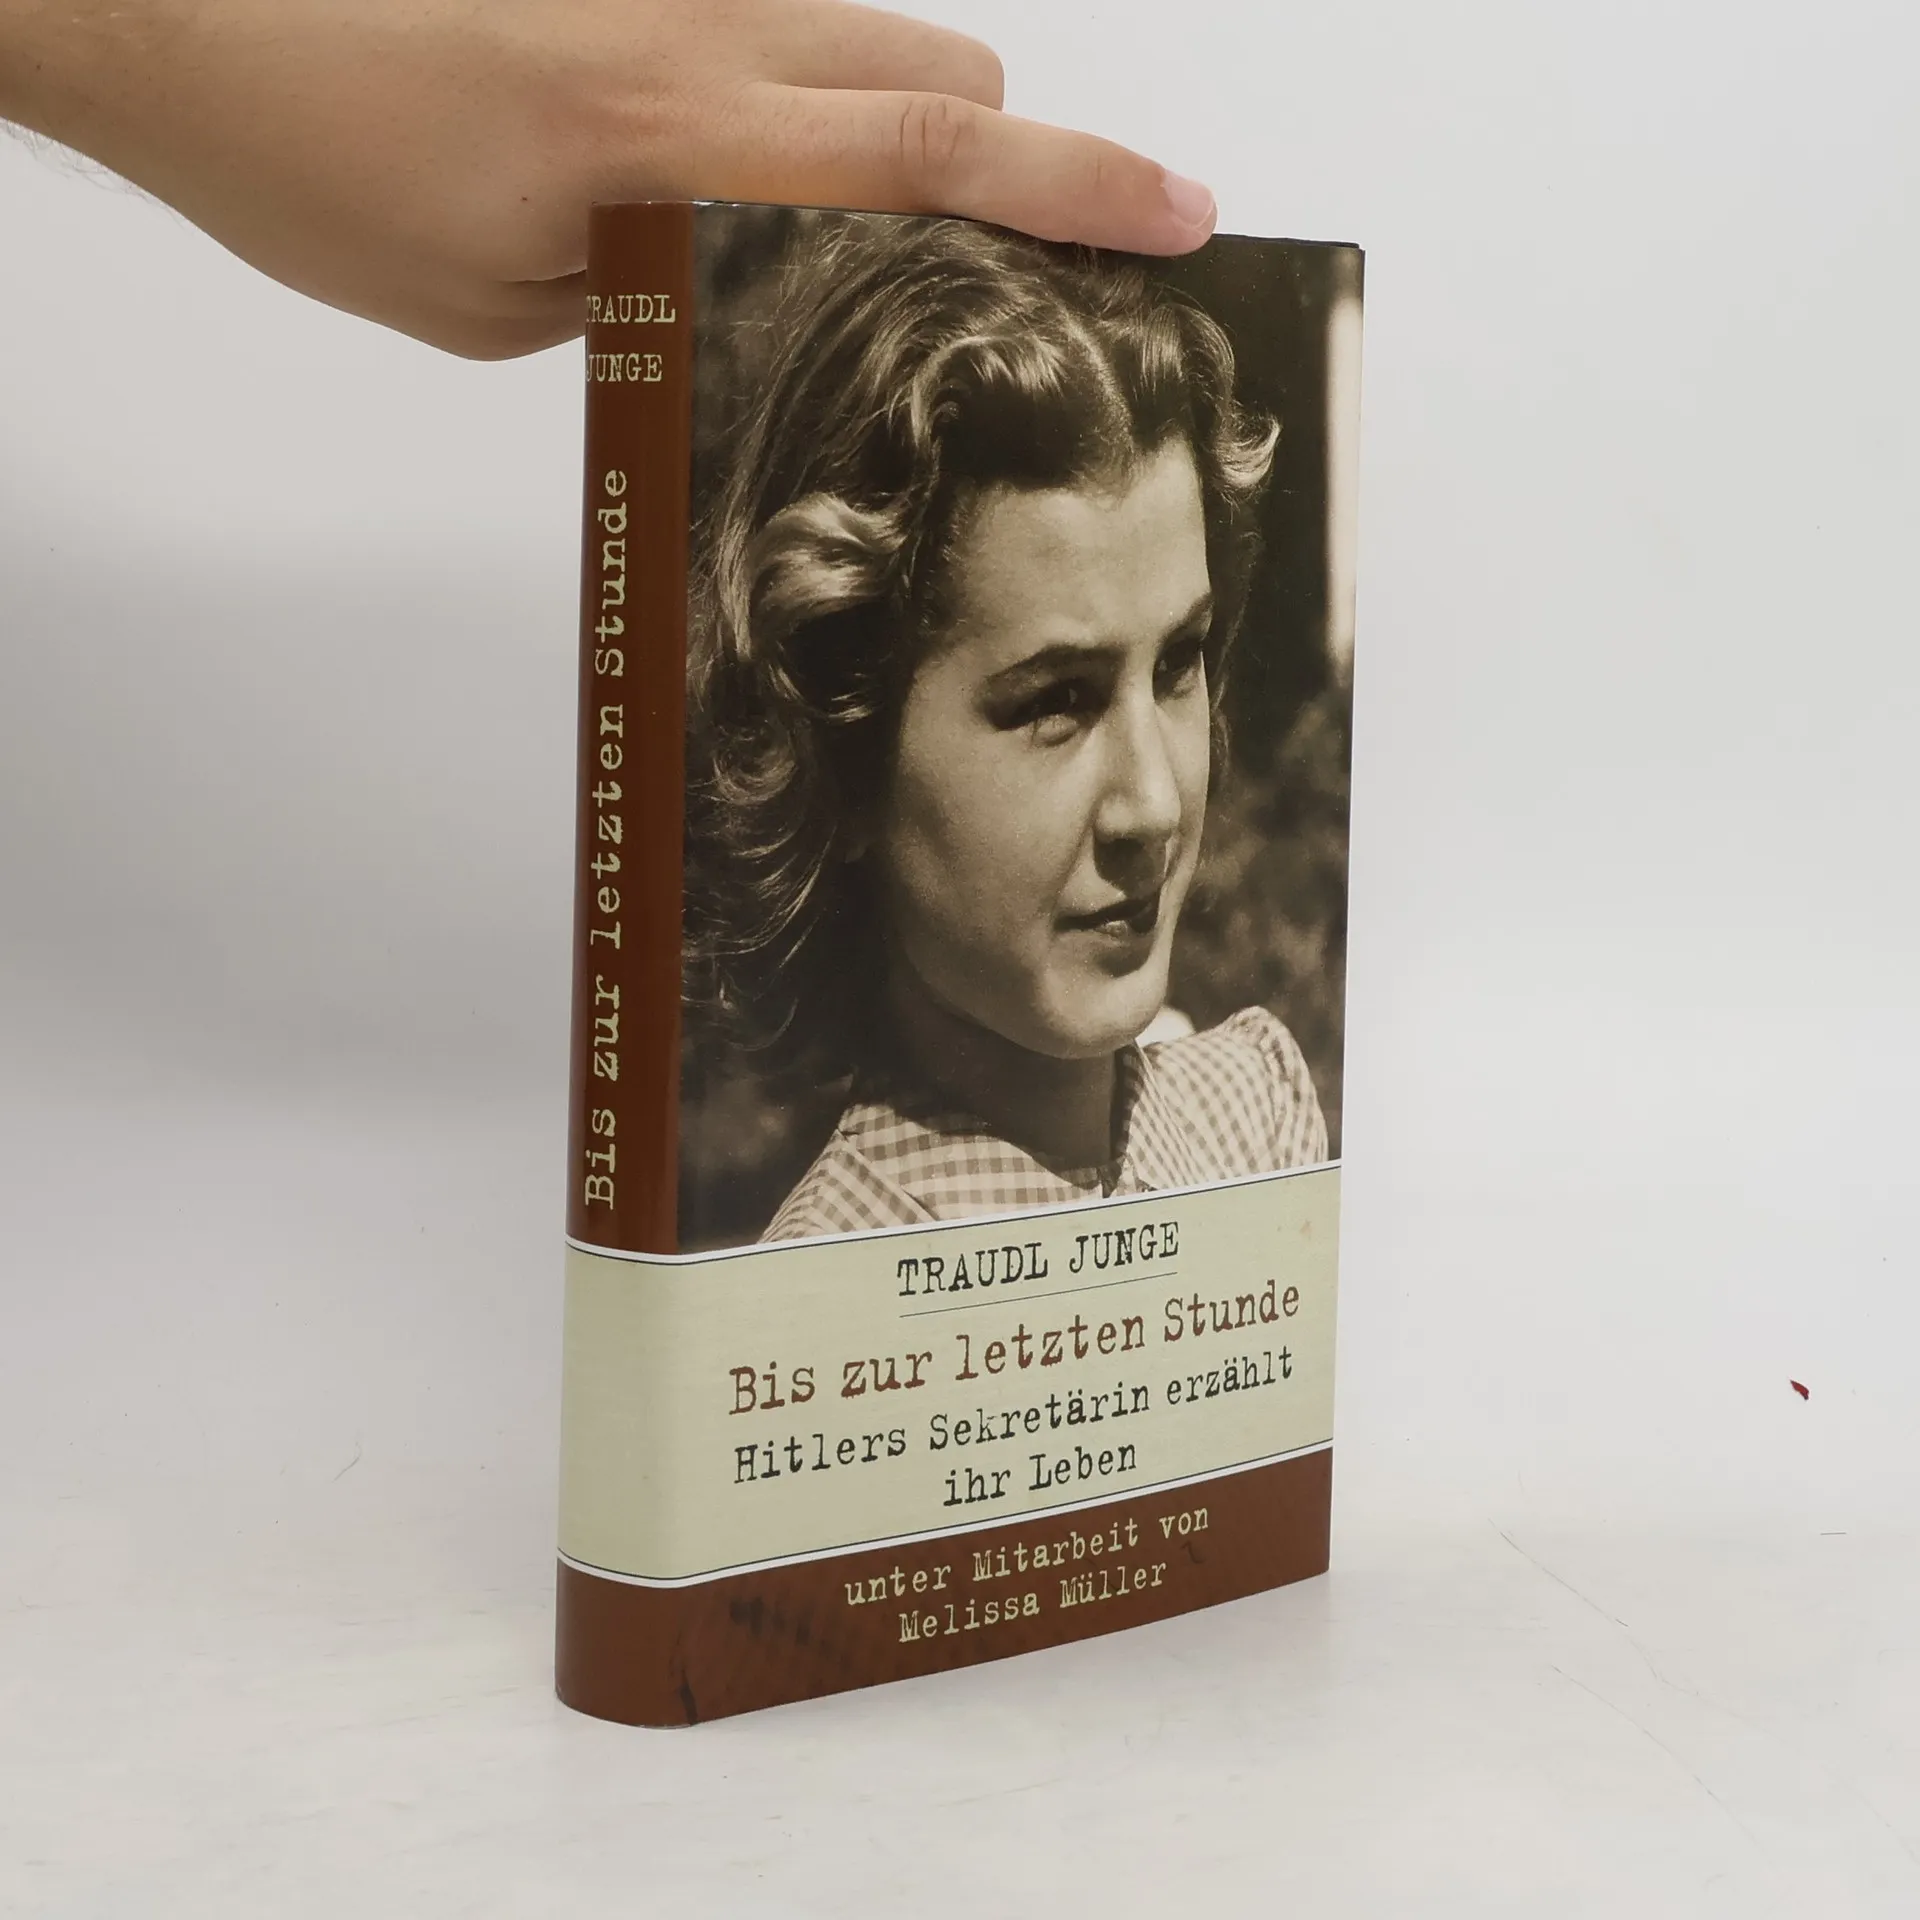 TRAUDL
JUNGE
Bis zur letzten Stunde
TRAUDL JUNGE
Bis zur letzten Stunde
Hitlers Sekretärin erzählt
ihr Leben
unter Mitarbeit von
Melissa Müller